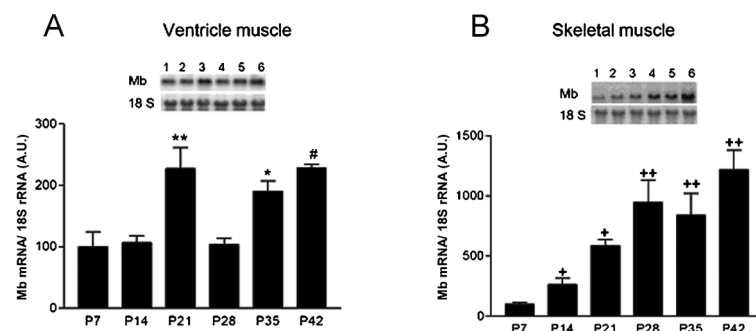 A
Ventricle muscle
1 2 3 4 5 6
Mb
18 S
Mb mRNA/ 18S rRNA (A.U.)
300
200
100
0
**
*
#
P7 P14 P21 P28 P35 P42
B
Skeletal muscle
1 2 3 4 5 6
Mb
18 S
Mb mRNA/ 18S rRNA (A.U.)
1500
1000
500
0
+
+
++
++
++
P7 P14 P21 P28 P35 P42